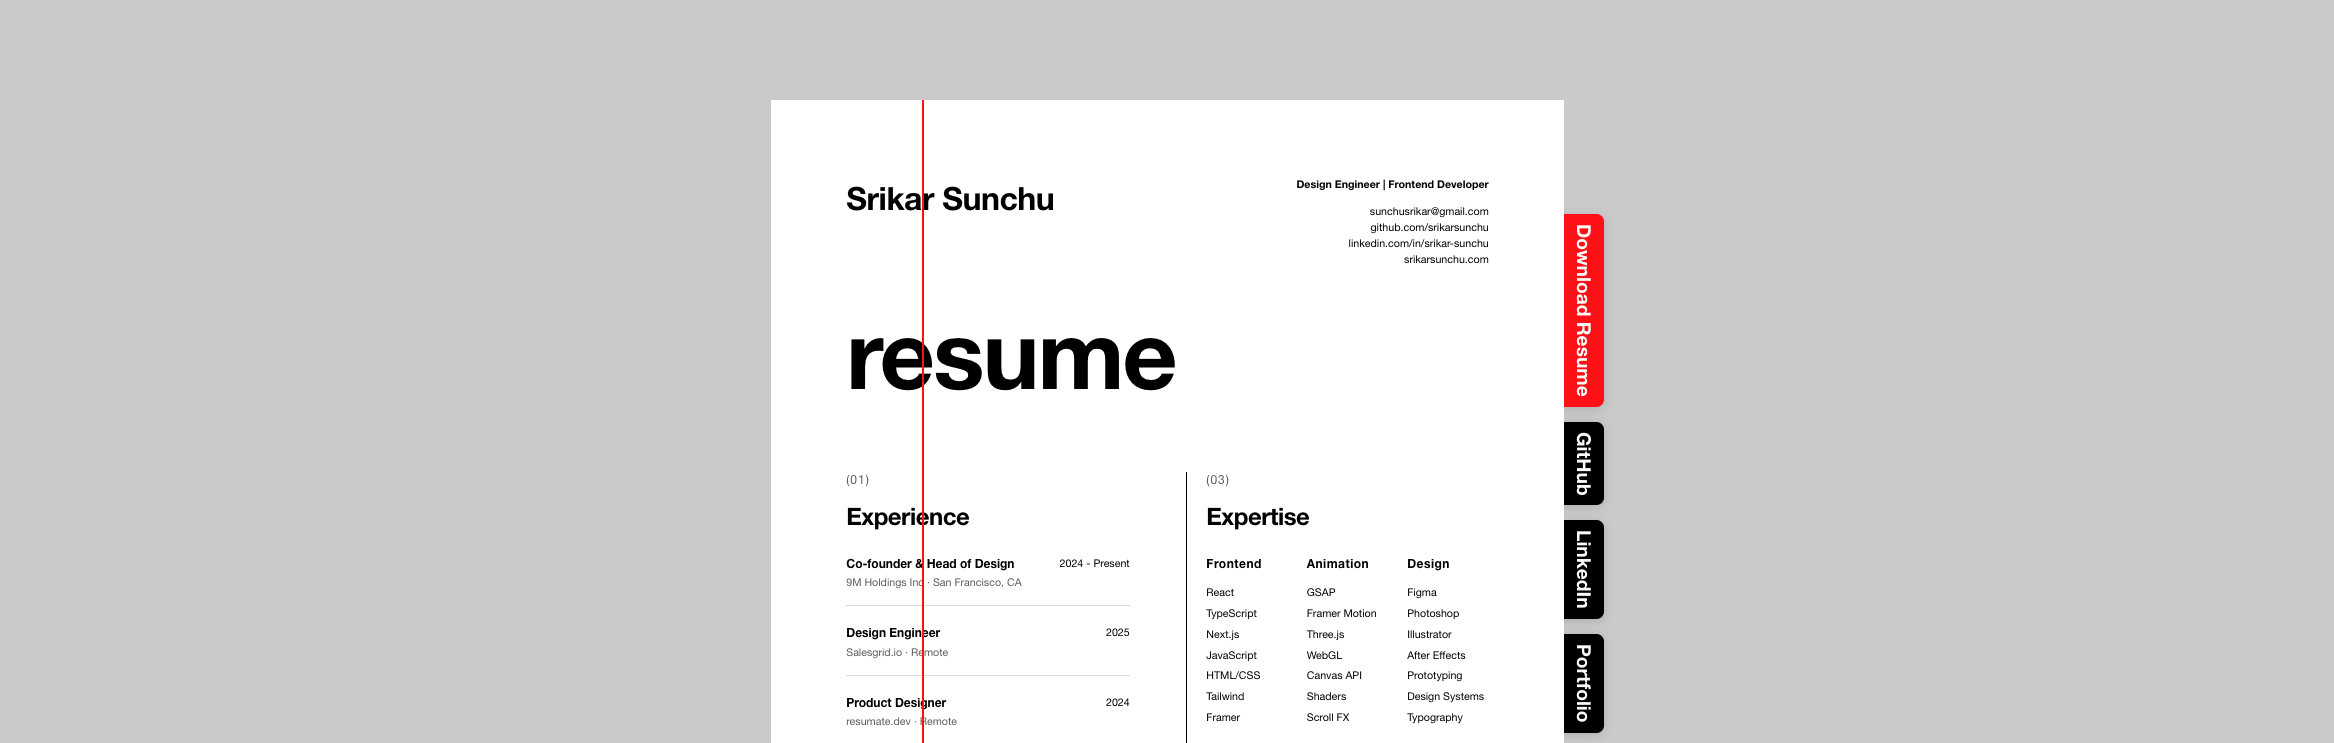 Srikar Sunchu
Design Engineer | Frontend Developer
sunchusrikar@gmail.com
github.com/srikarsunchu
linkedin.com/in/srikar-sunchu
srikarsunchu.com
resume
(01)
Experience
Co-founder & Head of Design 2024 - Present
9M Holdings Inc · San Francisco, CA
Design Engineer 2025
Salesgrid.io · Remote
Product Designer 2024
resumate.dev · Remote
(03)
Expertise
Frontend Animation Design
React GSAP Figma
TypeScript Framer Motion Photoshop
Next.js Three.js Illustrator
JavaScript WebGL After Effects
HTML/CSS Canvas API Prototyping
Tailwind Shaders Design Systems
Framer Scroll FX Typography
Download Resume
GitHub
LinkedIn
Portfolio